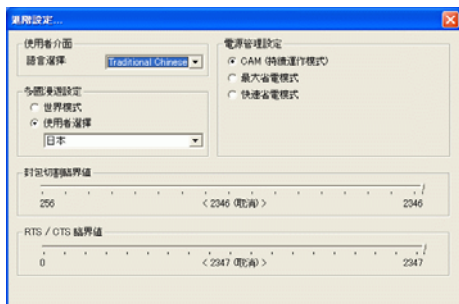 進階設定...
使用者介面
語言選擇
Traditional Chinese
多國漫遊設定
世界模式
使用者選擇
日本
電源管理設定
CAM (持續運作模式)
最大省電模式
快速省電模式
封包切割臨界值
256
< 2346 (取消) >
2346
RTS / CTS 臨界值
0
< 2347 (取消) >
2347